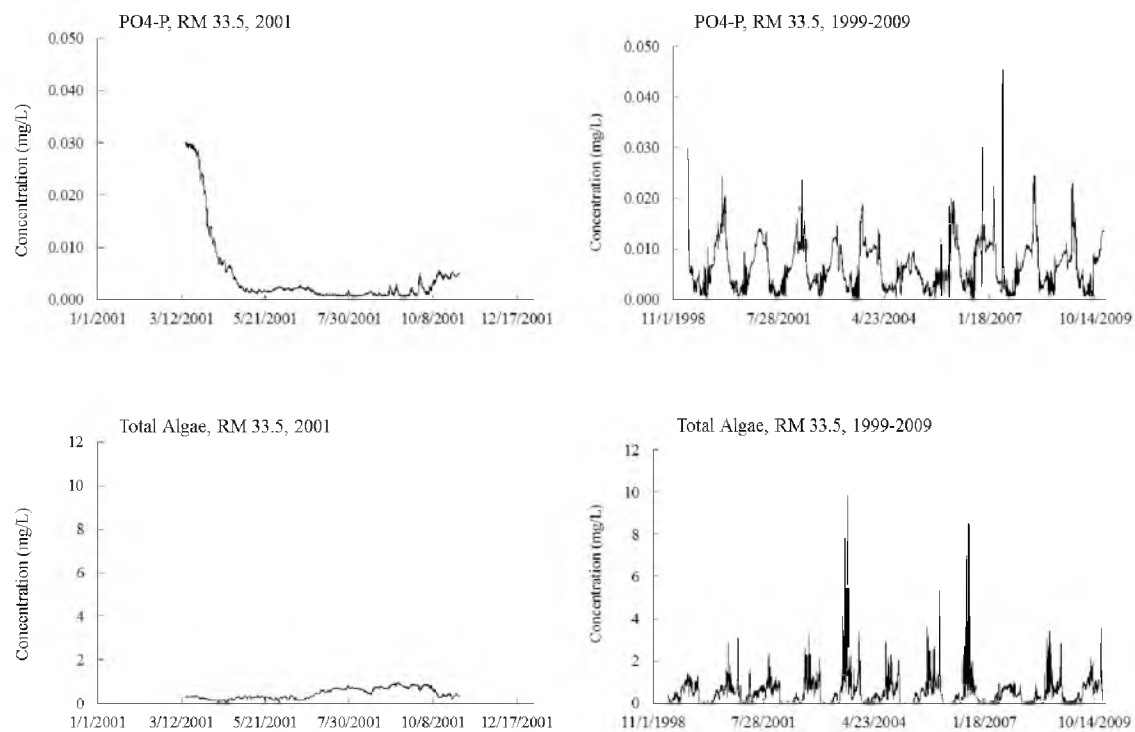 PO4-P, RM 33.5, 2001
0.050
0.040
0.030
0.020
0.010
0.000
Concentration (mg/L)
1/1/2001 3/12/2001 5/21/2001 7/30/2001 10/8/2001 12/17/2001
PO4-P, RM 33.5, 1999-2009
0.050
0.040
0.030
0.020
0.010
0.000
Concentration (mg/L)
11/1/1998 7/28/2001 4/23/2004 1/18/2007 10/14/2009
Total Algae, RM 33.5, 2001
12
10
8
6
4
2
0
Concentration (mg/L)
1/1/2001 3/12/2001 5/21/2001 7/30/2001 10/8/2001 12/17/2001
Total Algae, RM 33.5, 1999-2009
12
10
8
6
4
2
0
Concentration (mg/L)
11/1/1998 7/28/2001 4/23/2004 1/18/2007 10/14/2009